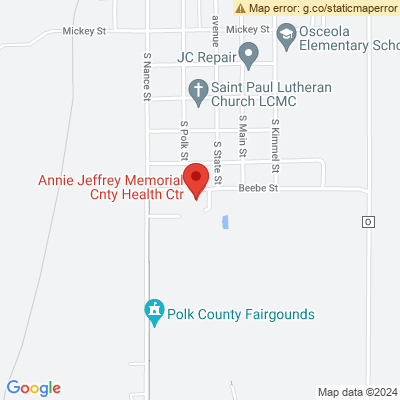 Map error: g.co/staticmaperror
Mickey St
Mickey St
avenue
Osceola
Elementary Scho
JC Repair
S Nance St
Saint Paul Lutheran
Church LCMC
S Polk St
S State St
S Main St
S Kimmel St
Annie Jeffrey Memorial
Cnty Health Ctr
Beebe St
O
Polk County Fairgounds
Google
Map data ©2024